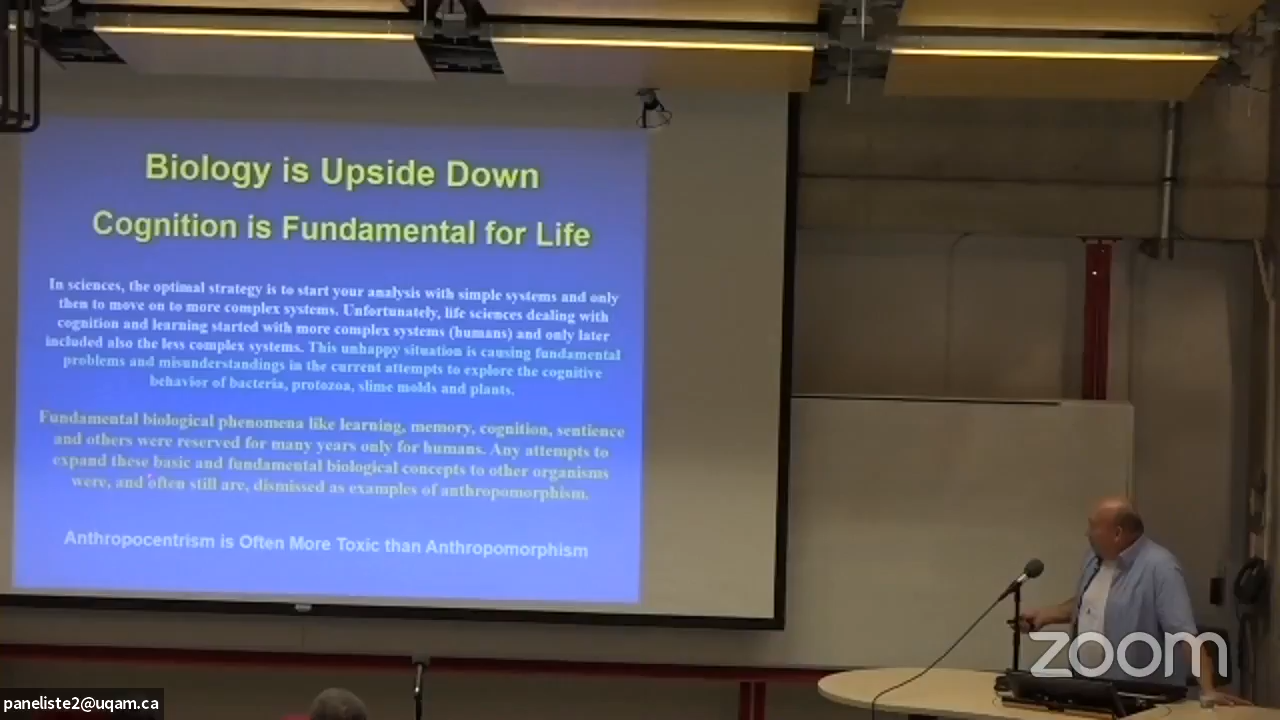 Biology is Upside Down
Cognition is Fundamental for Life
In sciences, the optimal strategy is to start your analysis with simple systems and only
then to move on to more complex systems. Unfortunately, life sciences dealing with
cognition and learning started with more complex systems (humans) and only later
included also the less complex systems. This unhappy situation is causing fundamental
problems and misunderstandings in the current attempts to explore the cognitive
behavior of bacteria, protozoa, slime molds and plants.
Fundamental biological phenomena like learning, memory, cognition, sentience
and others were reserved for many years only for humans. Any attempts to
expand these basic and fundamental biological concepts to other organisms
were, and often still are, dismissed as examples of anthropomorphism.
Anthropocentrism is Often More Toxic than Anthropomorphism
zoom
paneliste2@uqam.ca